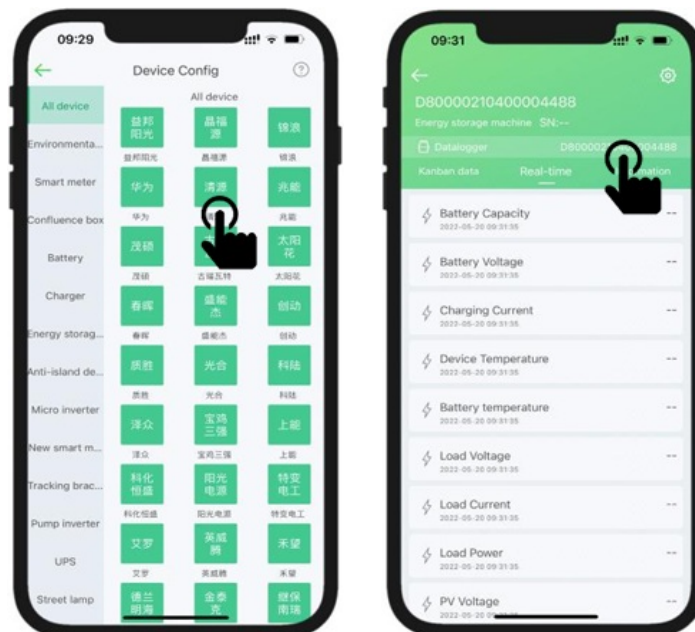 09:29
Device Config
?
All device
Environmenta...
Smart meter
Confluence box
Battery
Charger
Energy storag...
Anti-island de...
Micro inverter
New smart m...
Tracking brac...
Pump inverter
UPS
Street lamp
All device
益邦
阳光
晶福
源
锦浪
益邦阳光
晶福源
锦浪
华为
清源
兆能
华为
兆能
茂硕
太阳
花
茂硕
古瑞瓦特
太阳花
春晖
盛能
杰
创动
春晖
盛能杰
创动
质胜
光合
科陆
质胜
光合
科陆
泽众
宝鸡
三强
上能
泽众
宝鸡三强
上能
科化
恒盛
阳光
电源
特变
电工
科化恒盛
阳光电源
特变电工
艾罗
英威
腾
禾望
艾罗
英威腾
禾望
德兰
明海
金泰
克
继保
南瑞
09:31
D80000210400004488
Energy storage machine SN:--
Datalogger
Kanban data Real-time
Battery Capacity --
2022-05-20 09:31:35
Battery Voltage --
2022-05-20 09:31:35
Charging Current --
2022-05-20 09:31:35
Device Temperature --
2022-05-20 09:31:35
Battery temperature --
2022-05-20 09:31:35
Load Voltage --
2022-05-20 09:31:35
Load Current --
2022-05-20 09:31:35
Load Power --
2022-05-20 09:31:35
PV Voltage --
2022-05-20 09:31:35